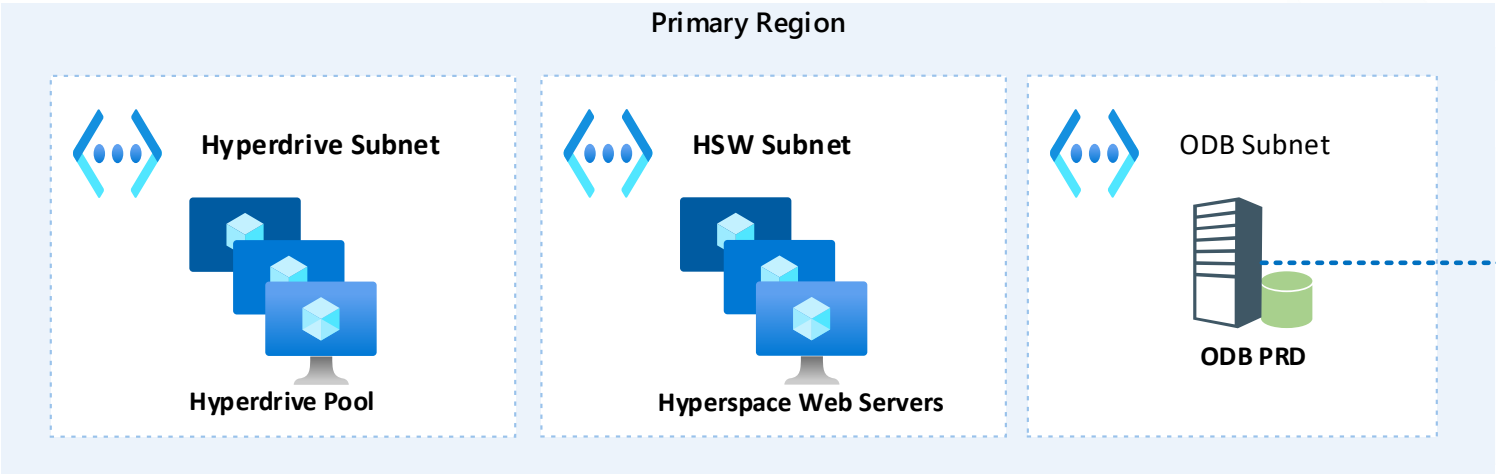 Primary Region
Hyperdrive Subnet
HSW Subnet
ODB Subnet
Hyperdrive Pool
Hyperspace Web Servers
ODB PRD